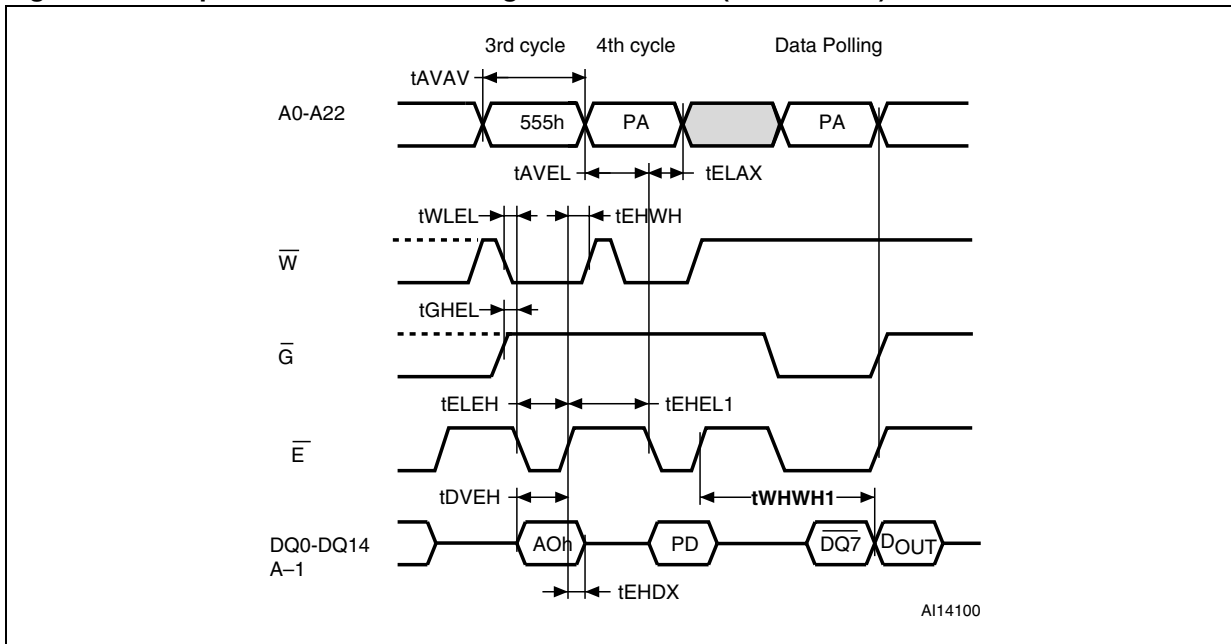 3rd cycle 4th cycle Data Polling
tAVAV
A0-A22 555h PA PA
tAVEL tELAX
tWLEL tEHWH
W
tGHEL
G
tELEH tEHEL1
E
tDVEH tWHWH1
DQ0-DQ14 AOh PD DQ7 DOUT
A–1
tEHDX
AI14100